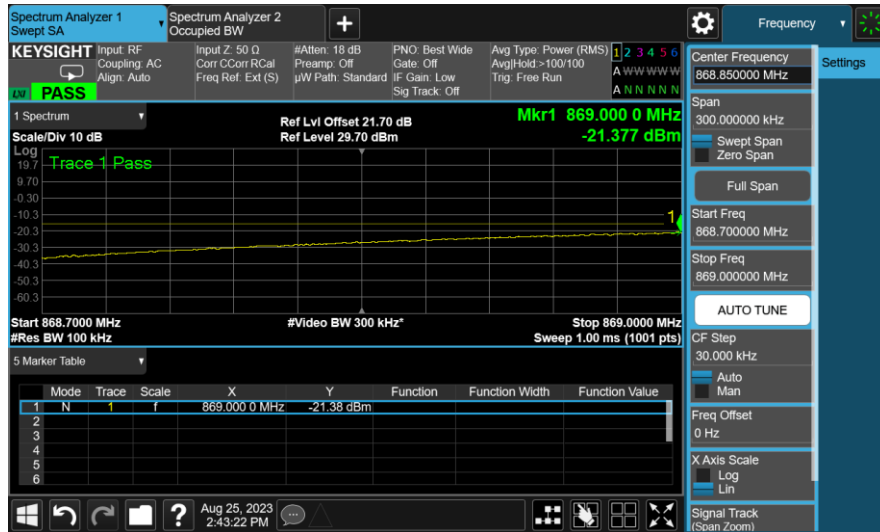 Spectrum Analyzer 1
Swept SA
Spectrum Analyzer 2
Occupied BW
+
Frequency
KEYSIGHT
Input: RF
Coupling: AC
Align: Auto
Input Z: 50 Ω
Corr CCorr RCal
Freq Ref: Ext (S)
#Atten: 18 dB
Preamp: Off
µW Path: Standard
PNO: Best Wide
Gate: Off
IF Gain: Low
Sig Track: Off
Avg Type: Power (RMS)
Avg|Hold:>100/100
Trig: Free Run
1 2 3 4 5 6
A W W W W W
A N N N N N
LXI
PASS
1 Spectrum
Scale/Div 10 dB
Ref Lvl Offset 21.70 dB
Ref Level 29.70 dBm
Mkr1 869.000 0 MHz
-21.377 dBm
Log
Trace 1 Pass
19.7
9.70
-0.30
-10.3
-20.3
-30.3
-40.3
-50.3
-60.3
1
Start 868.7000 MHz
#Res BW 100 kHz
#Video BW 300 kHz*
Stop 869.0000 MHz
Sweep 1.00 ms (1001 pts)
5 Marker Table
Mode Trace Scale X Y Function Function Width Function Value
1 N 1 f 869.000 0 MHz -21.38 dBm
2
3
4
5
6
?
Aug 25, 2023
2:43:22 PM
Center Frequency
868.850000 MHz
Settings
Span
300.000000 kHz
Swept Span
Zero Span
Full Span
Start Freq
868.700000 MHz
Stop Freq
869.000000 MHz
AUTO TUNE
CF Step
30.000 kHz
Auto
Man
Freq Offset
0 Hz
X Axis Scale
Log
Lin
Signal Track
(Span Zoom)